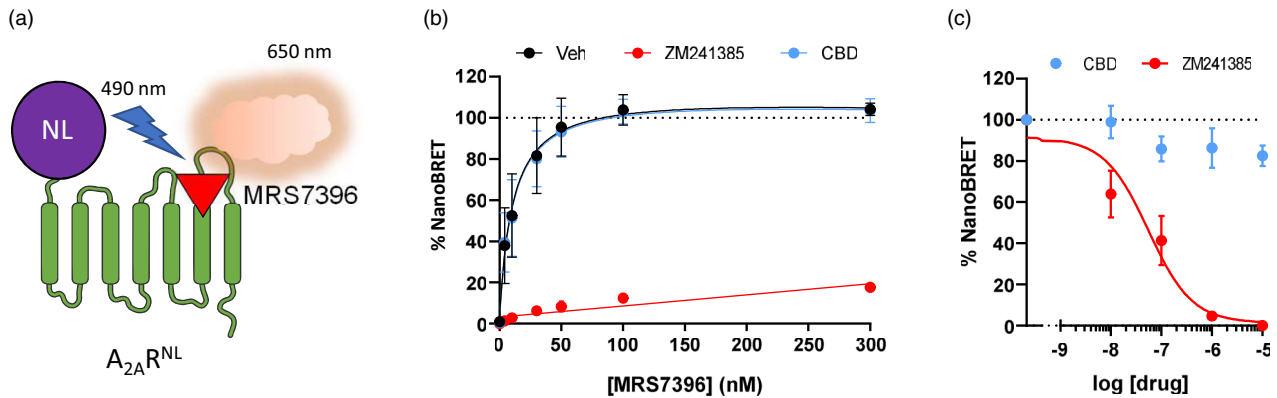 (a)
650 nm
490 nm
NL
MRS7396
A2AR^NL
(b)
Veh
ZM241385
CBD
120
100
80
60
40
20
0
% NanoBRET
0
50
100
150
200
250
300
[MRS7396] (nM)
(c)
CBD
ZM241385
120
100
80
60
40
20
0
% NanoBRET
-9
-8
-7
-6
-5
log [drug]